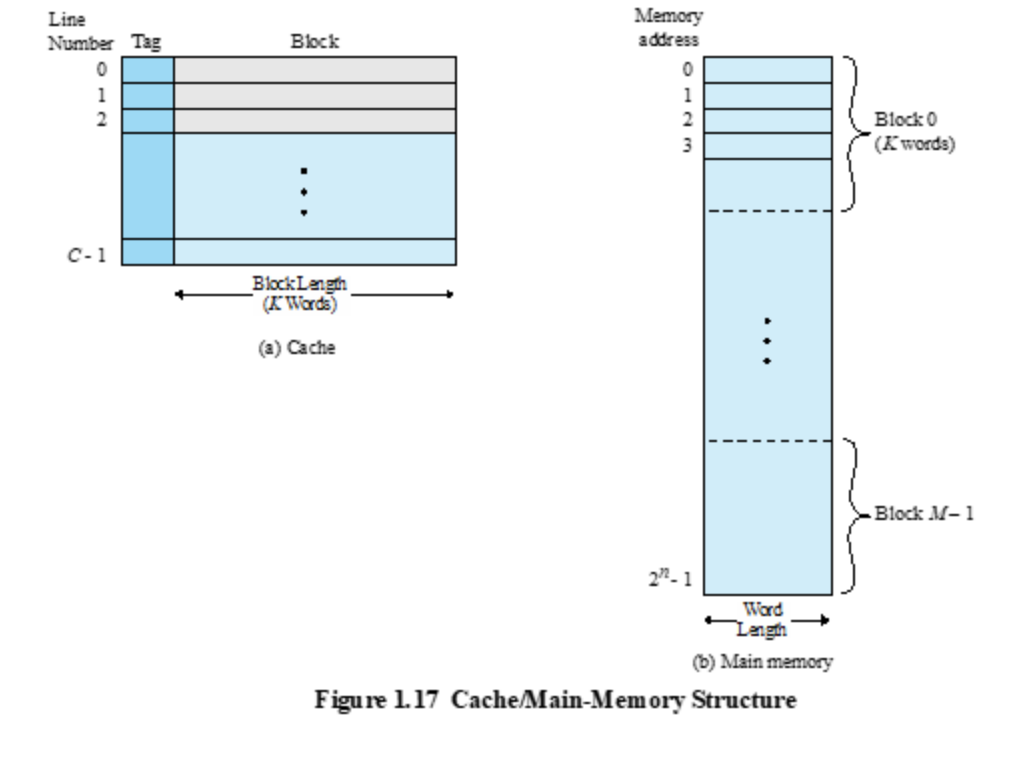 Line
Number Tag Block
0
1
2
C - 1
Block Length
(K Words)
(a) Cache
Memory
address
0
1
2
3
Block 0
(K words)
Block M – 1
2ⁿ - 1
Word
Length
(b) Main memory
Figure 1.17 Cache/Main-Memory Structure